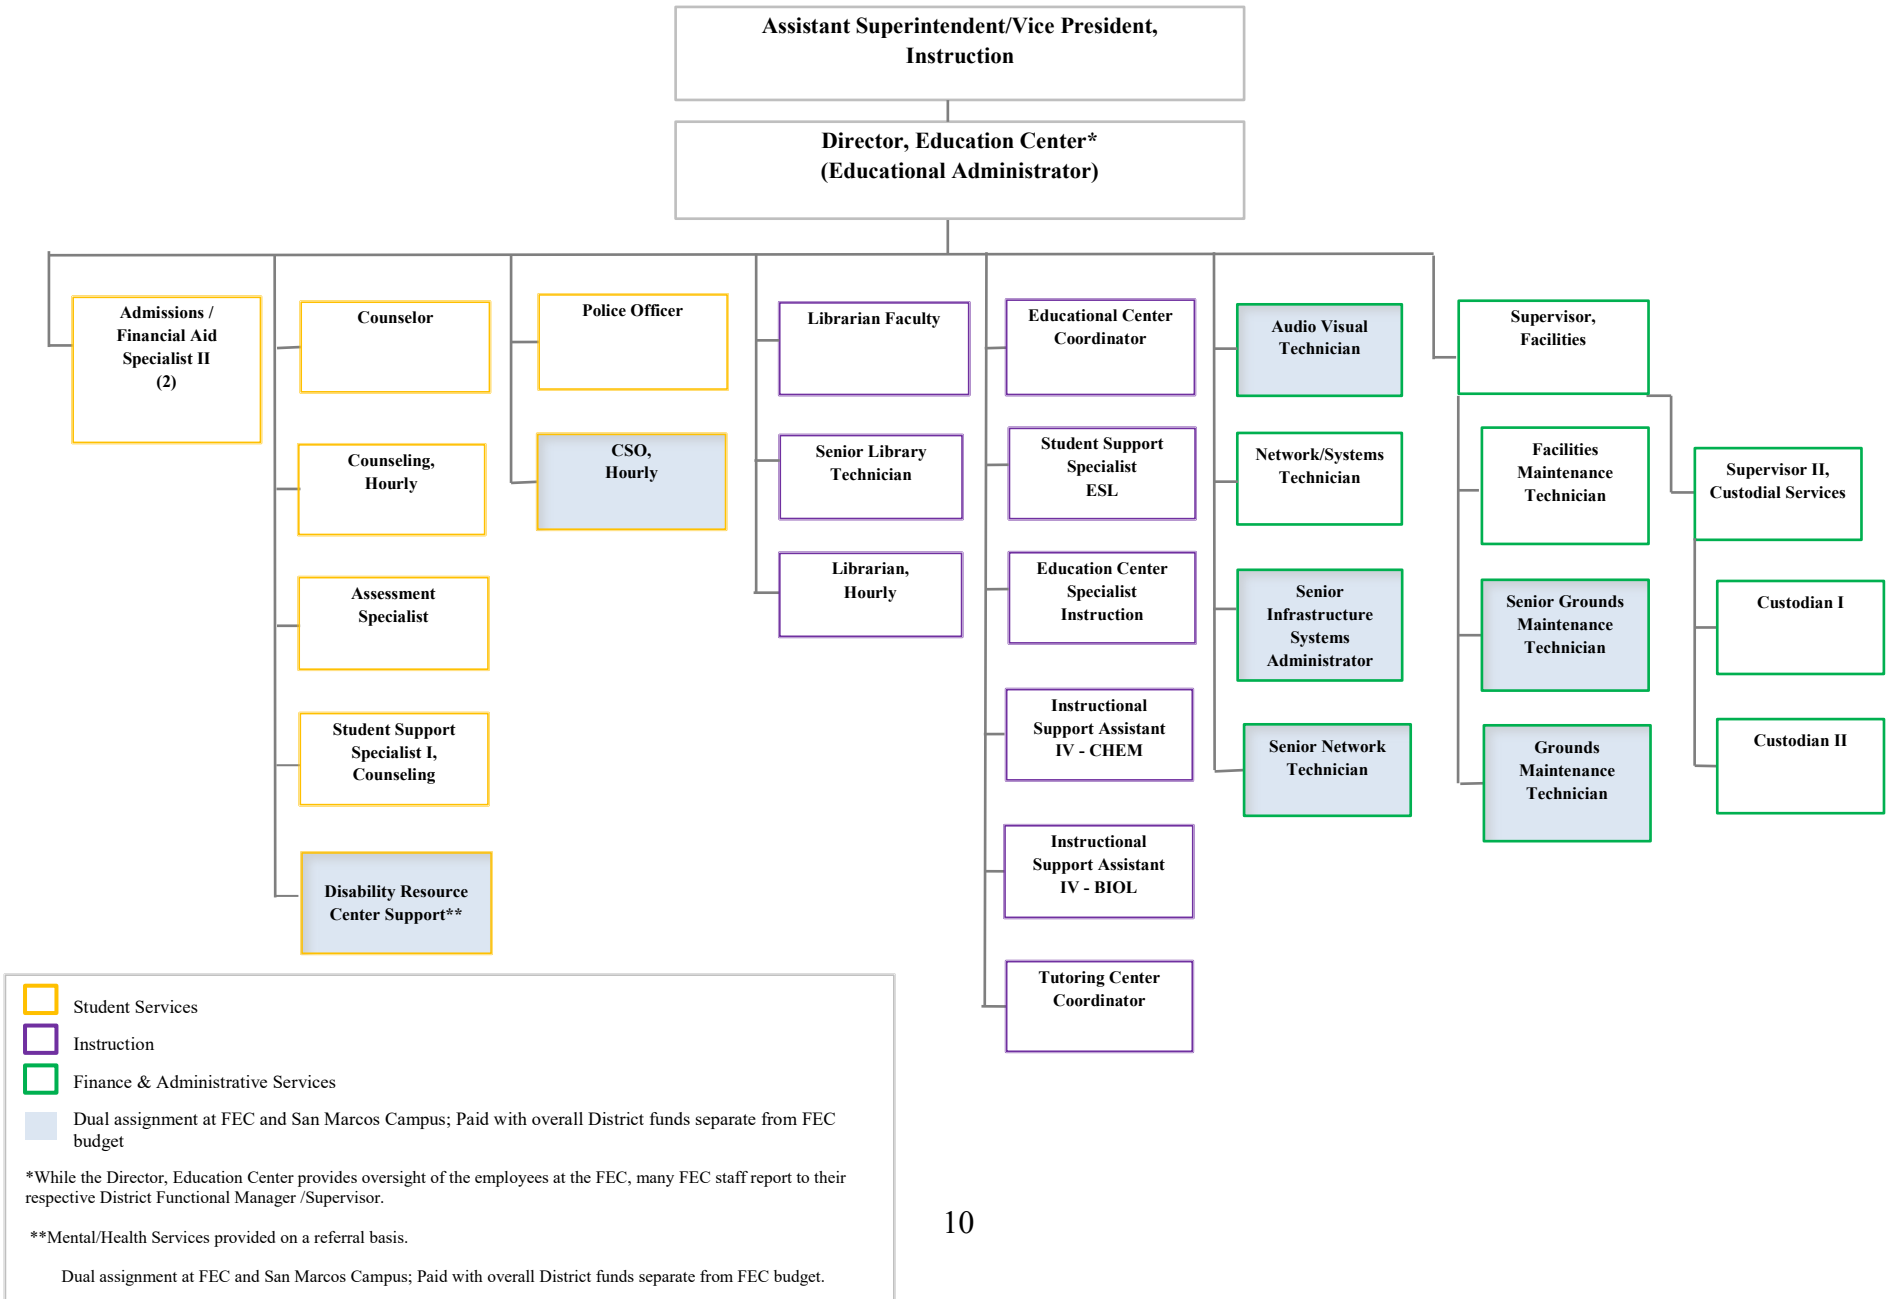 Assistant Superintendent/Vice President,
Instruction
Director, Education Center*
(Educational Administrator)
Admissions /
Financial Aid
Specialist II
(2)
Counselor
Counseling,
Hourly
Assessment
Specialist
Student Support
Specialist I,
Counseling
Disability Resource
Center Support**
Police Officer
CSO,
Hourly
Librarian Faculty
Senior Library
Technician
Librarian,
Hourly
Educational Center
Coordinator
Student Support
Specialist
ESL
Education Center
Specialist
Instruction
Instructional
Support Assistant
IV - CHEM
Instructional
Support Assistant
IV - BIOL
Tutoring Center
Coordinator
Audio Visual
Technician
Network/Systems
Technician
Senior
Infrastructure
Systems
Administrator
Senior Network
Technician
Supervisor,
Facilities
Facilities
Maintenance
Technician
Senior Grounds
Maintenance
Technician
Grounds
Maintenance
Technician
Supervisor II,
Custodial Services
Custodian I
Custodian II
Student Services
Instruction
Finance & Administrative Services
Dual assignment at FEC and San Marcos Campus; Paid with overall District funds separate from FEC
budget
*While the Director, Education Center provides oversight of the employees at the FEC, many FEC staff report to their
respective District Functional Manager /Supervisor.
**Mental/Health Services provided on a referral basis.
Dual assignment at FEC and San Marcos Campus; Paid with overall District funds separate from FEC budget.
10